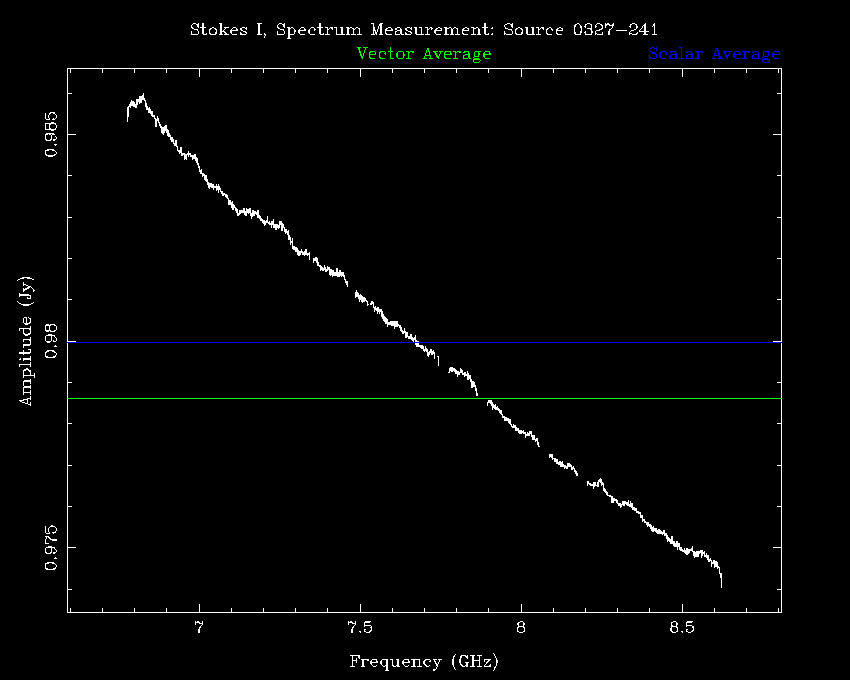 Stokes I, Spectrum Measurement: Source 0327−241
Vector Average Scalar Average
0.985
0.98
0.975
Amplitude (Jy)
7 7.5 8 8.5
Frequency (GHz)